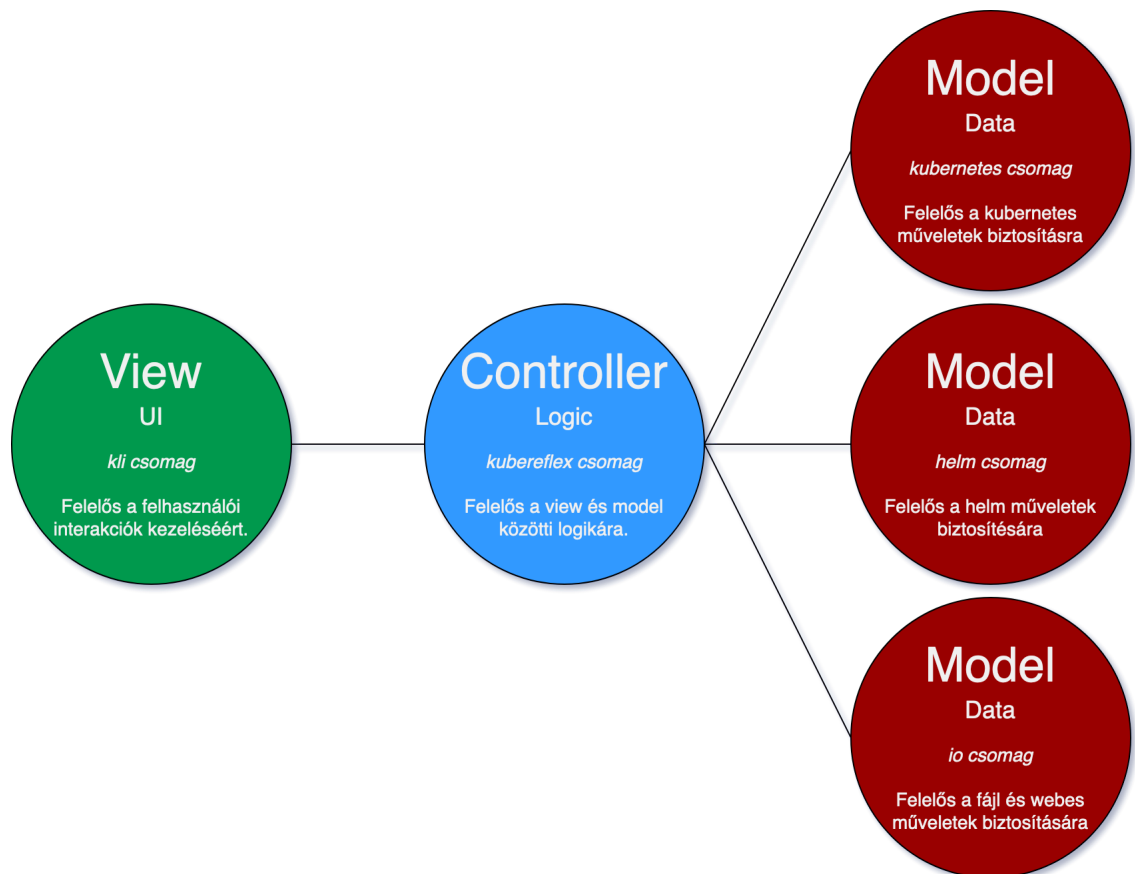 View
UI
kli csomag
Felelős a felhasználói
interakciók kezeléséért.
Controller
Logic
kubereflex csomag
Felelős a view és model
közötti logikára.
Model
Data
kubernetes csomag
Felelős a kubernetes
műveletek biztosításra
Model
Data
helm csomag
Felelős a helm műveletek
biztosítésára
Model
Data
io csomag
Felelős a fájl és webes
műveletek biztosítására